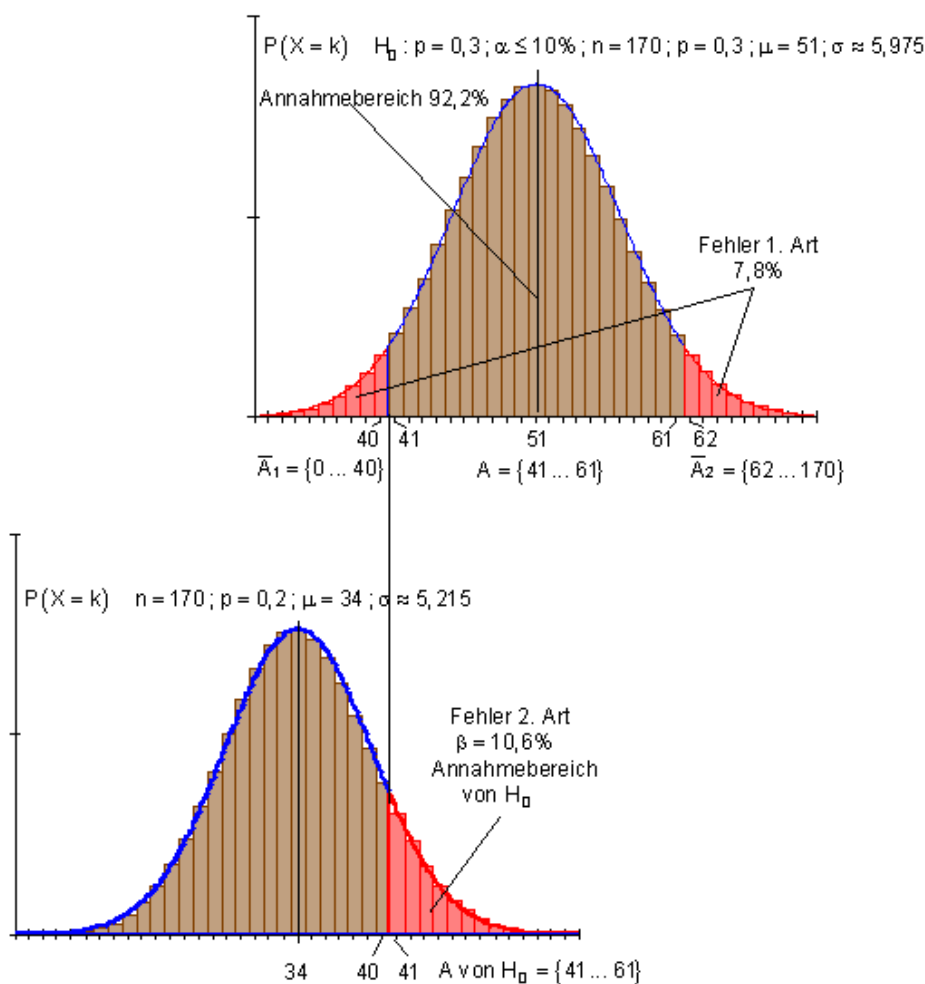 P(X = k) H₀ : p = 0,3 ; α ≤ 10% ; n = 170 ; p = 0,3 ; μ = 51 ; σ ≈ 5,975
Annahmebereich 92,2%
Fehler 1. Art
7,8%
40 41 51 61 62
A̅₁ = {0 ... 40} A = {41 ... 61} A̅₂ = {62 ... 170}
P(X = k) n = 170 ; p = 0,2 ; μ = 34 ; σ ≈ 5,215
Fehler 2. Art
β = 10,6%
Annahmebereich
von H₀
34 40 41 A von H₀ = {41 ... 61}